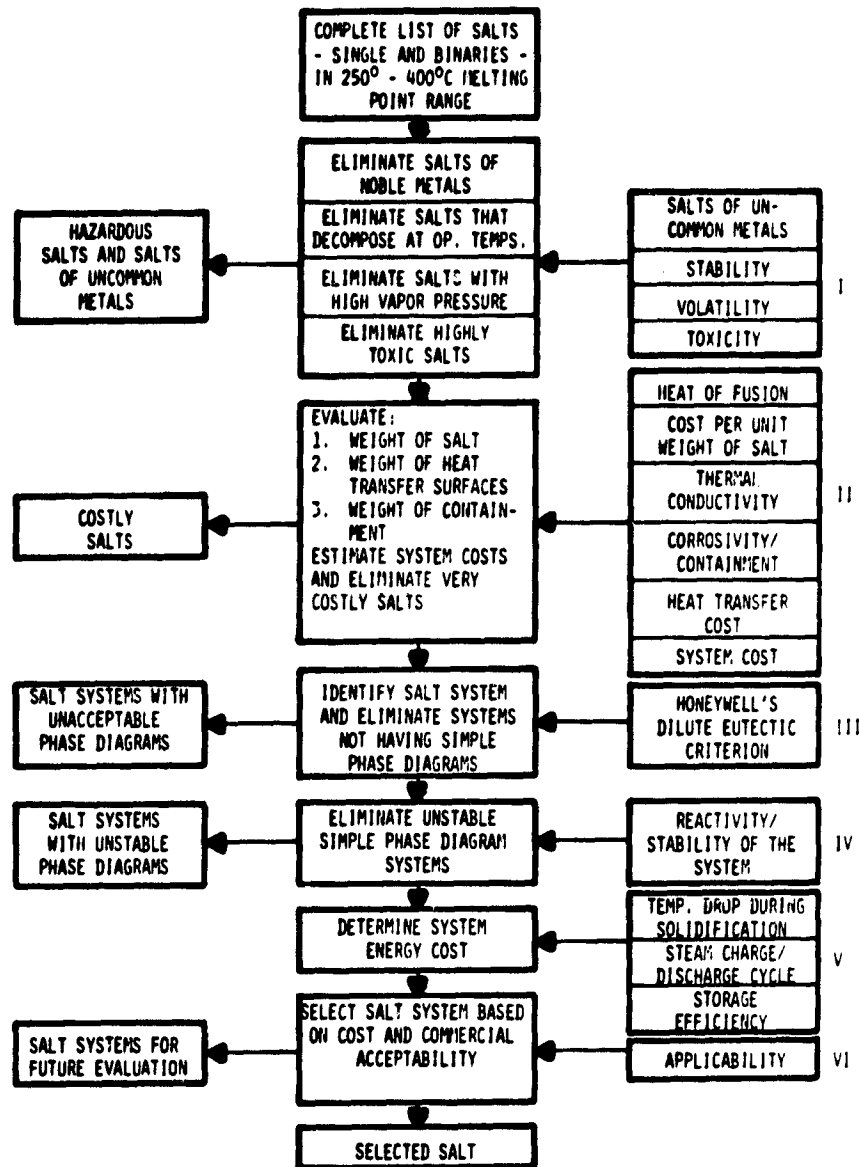 COMPLETE LIST OF SALTS
- SINGLE AND BINARIES -
IN 250⁰ - 400⁰C MELTING
POINT RANGE
ELIMINATE SALTS OF
NOBLE METALS
ELIMINATE SALTS THAT
DECOMPOSE AT OP. TEMPS.
ELIMINATE SALTS WITH
HIGH VAPOR PRESSURE
ELIMINATE HIGHLY
TOXIC SALTS
HAZARDOUS
SALTS AND SALTS
OF UNCOMMON
METALS
SALTS OF UN-
COMMON METALS
STABILITY
VOLATILITY
TOXICITY
I
EVALUATE:
1. WEIGHT OF SALT
2. WEIGHT OF HEAT
TRANSFER SURFACES
3. WEIGHT OF CONTAIN-
MENT
ESTIMATE SYSTEM COSTS
AND ELIMINATE VERY
COSTLY SALTS
COSTLY
SALTS
HEAT OF FUSION
COST PER UNIT
WEIGHT OF SALT
THERMAL
CONDUCTIVITY
CORROSIVITY/
CONTAINMENT
HEAT TRANSFER
COST
SYSTEM COST
II
IDENTIFY SALT SYSTEM
AND ELIMINATE SYSTEMS
NOT HAVING SIMPLE
PHASE DIAGRAMS
SALT SYSTEMS WITH
UNACCEPTABLE
PHASE DIAGRAMS
HONEYWELL'S
DILUTE EUTECTIC
CRITERION
III
ELIMINATE UNSTABLE
SIMPLE PHASE DIAGRAM
SYSTEMS
SALT SYSTEMS
WITH UNSTABLE
PHASE DIAGRAMS
REACTIVITY/
STABILITY OF THE
SYSTEM
IV
DETERMINE SYSTEM
ENERGY COST
TEMP. DROP DURING
SOLIDIFICATION
STEAM CHARGE/
DISCHARGE CYCLE
STORAGE
EFFICIENCY
V
SELECT SALT SYSTEM BASED
ON COST AND COMMERCIAL
ACCEPTABILITY
SALT SYSTEMS FOR
FUTURE EVALUATION
APPLICABILITY
VI
SELECTED SALT